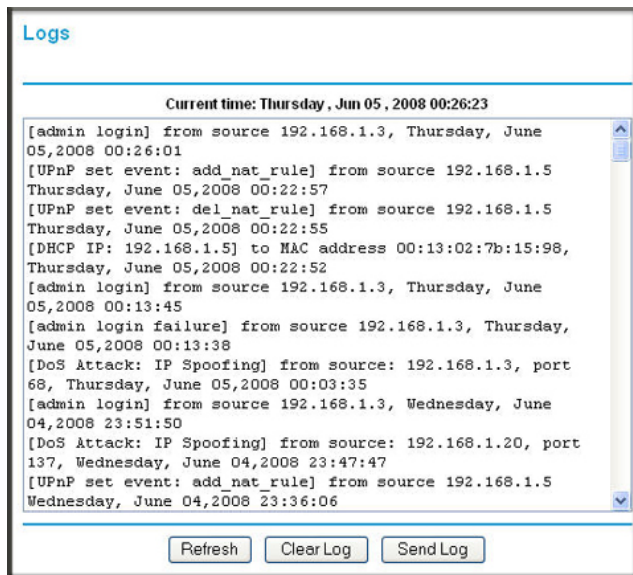 Logs
Current time: Thursday , Jun 05 , 2008 00:26:23
[admin login] from source 192.168.1.3, Thursday, June
05,2008 00:26:01
[UPnP set event: add_nat_rule] from source 192.168.1.5
Thursday, June 05,2008 00:22:57
[UPnP set event: del_nat_rule] from source 192.168.1.5
Thursday, June 05,2008 00:22:55
[DHCP IP: 192.168.1.5] to MAC address 00:13:02:7b:15:98,
Thursday, June 05,2008 00:22:52
[admin login] from source 192.168.1.3, Thursday, June
05,2008 00:13:45
[admin login failure] from source 192.168.1.3, Thursday,
June 05,2008 00:13:38
[DoS Attack: IP Spoofing] from source: 192.168.1.3, port
68, Thursday, June 05,2008 00:03:35
[admin login] from source 192.168.1.3, Wednesday, June
04,2008 23:51:50
[DoS Attack: IP Spoofing] from source: 192.168.1.20, port
137, Wednesday, June 04,2008 23:47:47
[UPnP set event: add_nat_rule] from source 192.168.1.5
Wednesday, June 04,2008 23:36:06
Refresh Clear Log Send Log